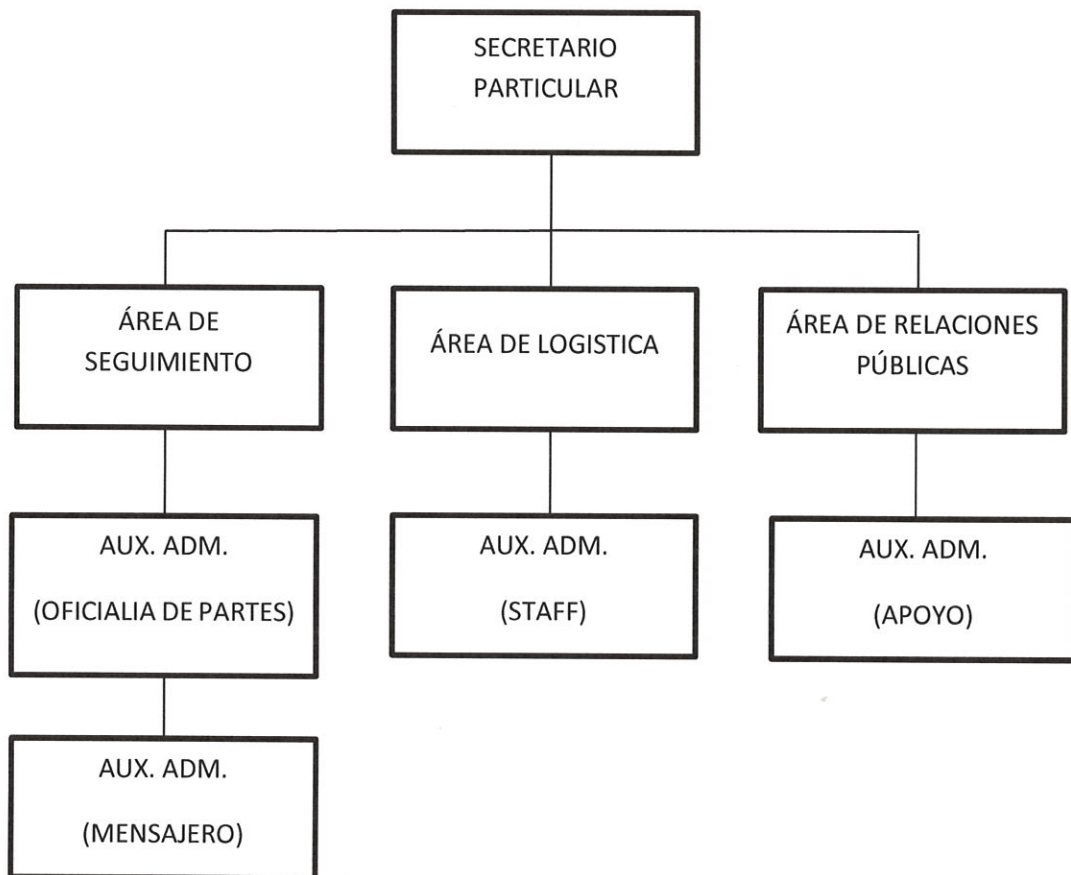 SECRETARIO
PARTICULAR
ÁREA DE
SEGUIMIENTO
ÁREA DE LOGISTICA
ÁREA DE RELACIONES
PÚBLICAS
AUX. ADM.
(OFICIALIA DE PARTES)
AUX. ADM.
(STAFF)
AUX. ADM.
(APOYO)
AUX. ADM.
(MENSAJERO)